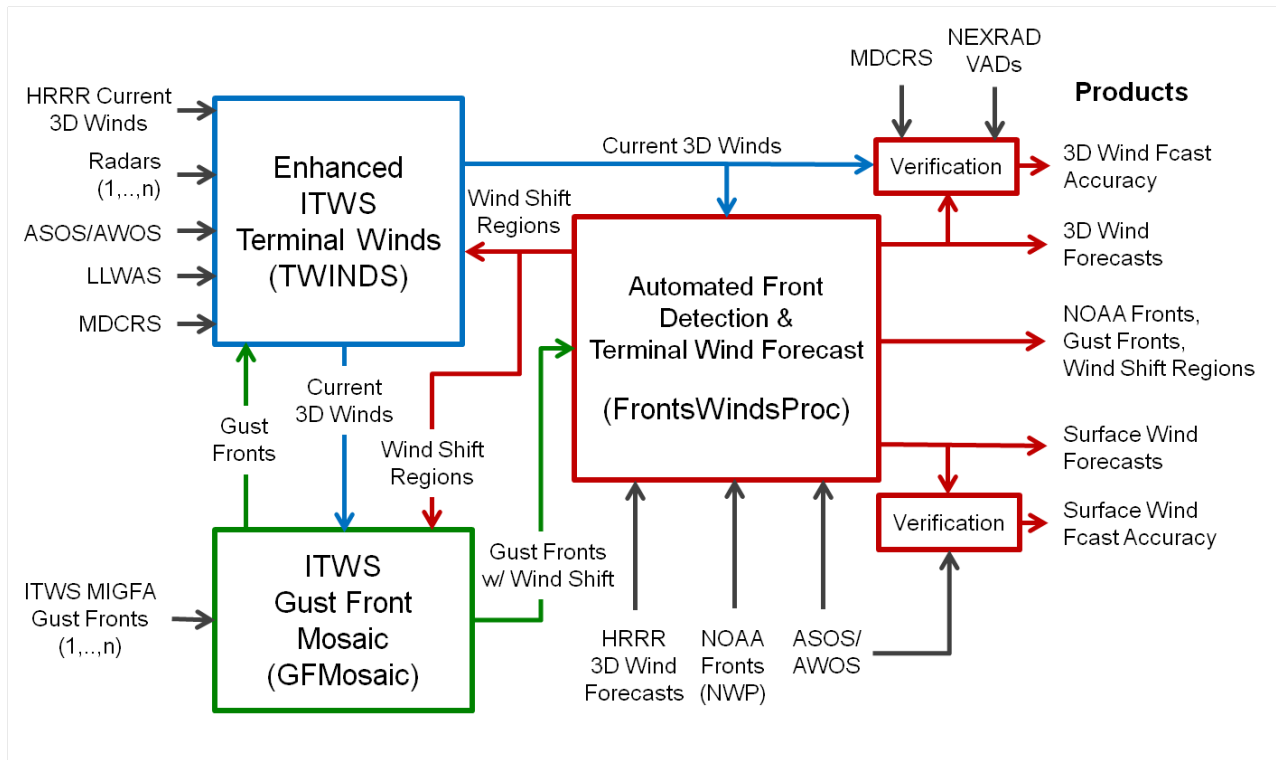 HRRR Current
3D Winds
Radars
(1,..,n)
ASOS/AWOS
LLWAS
MDCRS
Enhanced
ITWS
Terminal Winds
(TWINDS)
Current 3D Winds
Wind Shift
Regions
MDCRS
NEXRAD
VADs
Products
Verification
3D Wind Fcast
Accuracy
3D Wind
Forecasts
Automated Front
Detection &
Terminal Wind Forecast
(FrontsWindsProc)
NOAA Fronts,
Gust Fronts,
Wind Shift Regions
Surface Wind
Forecasts
Verification
Surface Wind
Fcast Accuracy
Gust
Fronts
Current
3D Winds
Wind Shift
Regions
Gust Fronts
w/ Wind Shift
ITWS MIGFA
Gust Fronts
(1,..,n)
ITWS
Gust Front
Mosaic
(GFMosaic)
HRRR
3D Wind
Forecasts
NOAA
Fronts
(NWP)
ASOS/
AWOS